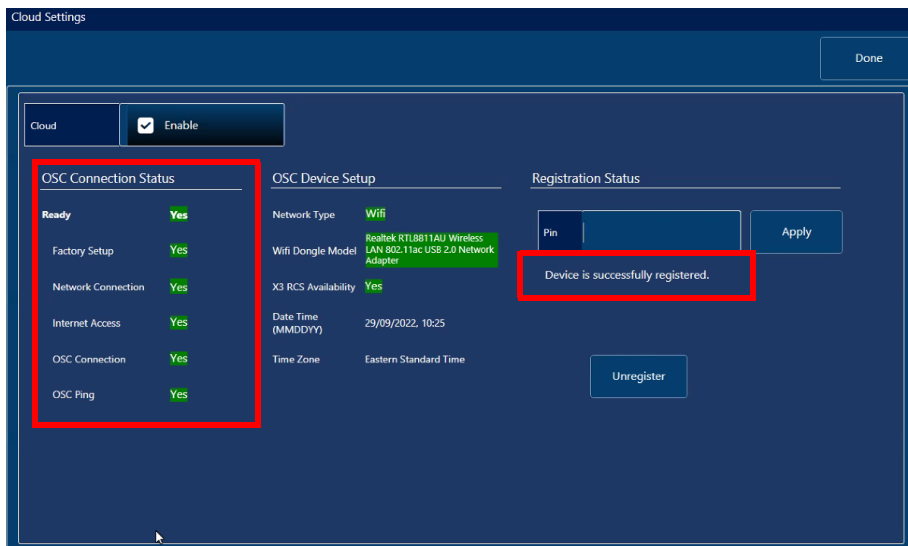 Cloud Settings
Done
Cloud
Enable
OSC Connection Status
Ready Yes
Factory Setup Yes
Network Connection Yes
Internet Access Yes
OSC Connection Yes
OSC Ping Yes
OSC Device Setup
Network Type Wifi
Wifi Dongle Model
Realtek RTL8811AU Wireless
LAN 802.11ac USB 2.0 Network
Adapter
X3 RCS Availability Yes
Date Time
(MMDDYY)
29/09/2022, 10:25
Time Zone Eastern Standard Time
Registration Status
Pin
Apply
Device is successfully registered.
Unregister